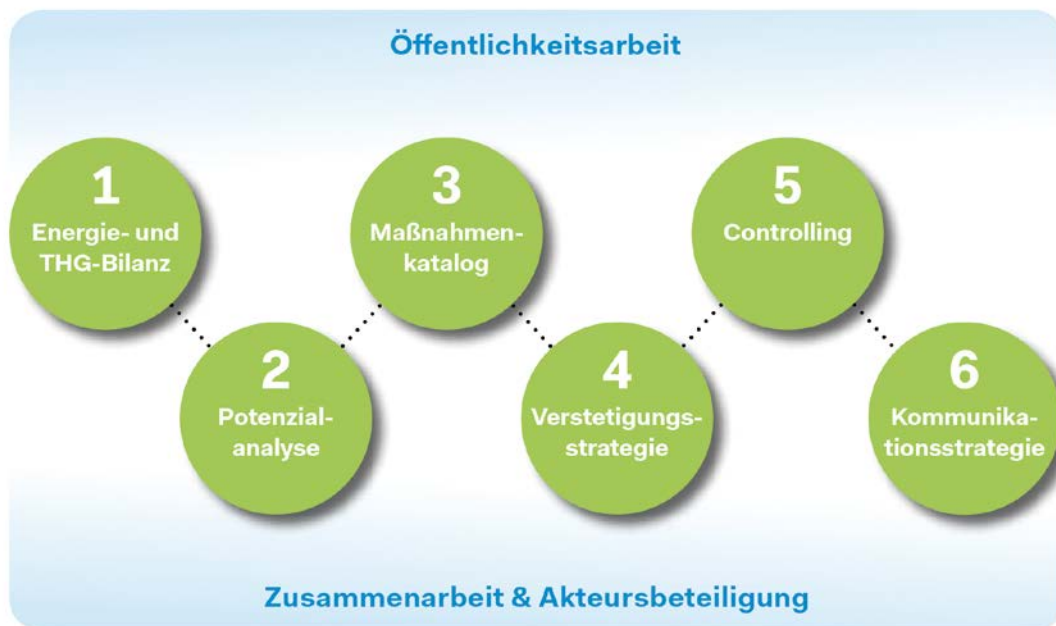 Öffentlichkeitsarbeit
1
Energie- und
THG-Bilanz
2
Potenzial-
analyse
3
Maßnahmen-
katalog
4
Verstetigungs-
strategie
5
Controlling
6
Kommunika-
tionsstrategie
Zusammenarbeit & Akteursbeteiligung